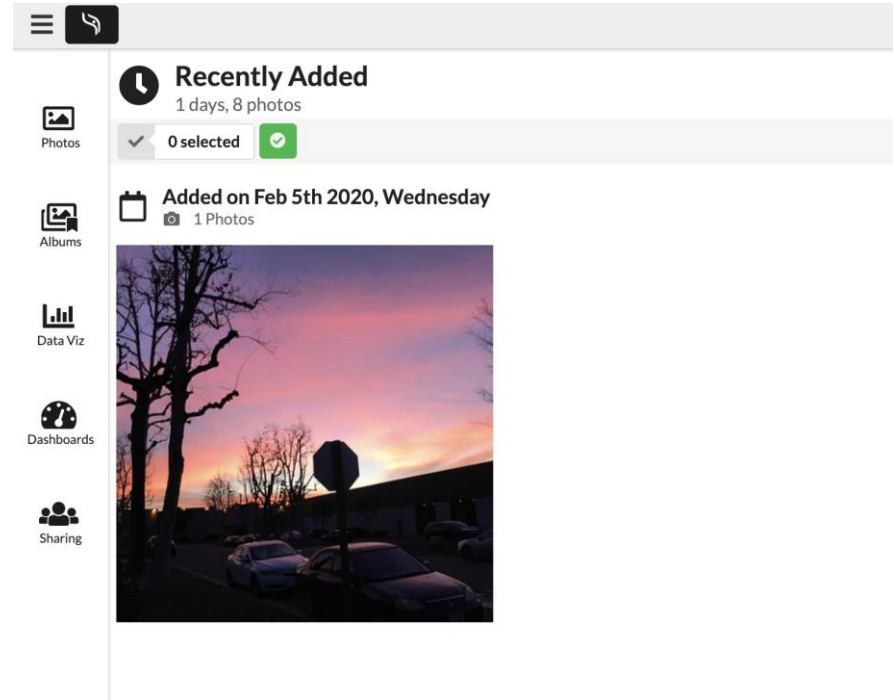 Recently Added
1 days, 8 photos
0 selected
Photos
Albums
Data Viz
Dashboards
Sharing
Added on Feb 5th 2020, Wednesday
1 Photos